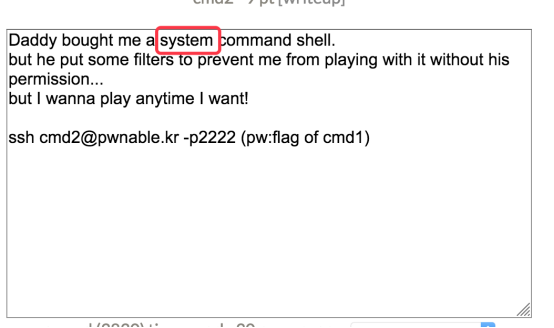 cmd2 - 9 pt [writeup]
Daddy bought me a system command shell.
but he put some filters to prevent me from playing with it without his
permission...
but I wanna play anytime I want!
ssh cmd2@pwnable.kr -p2222 (pw:flag of cmd1)